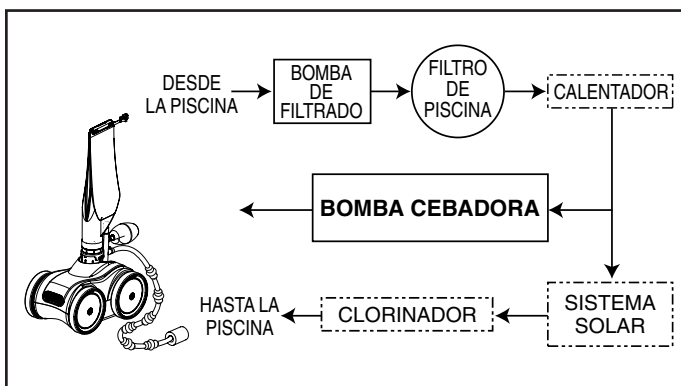 DESDE
LA PISCINA
BOMBA
DE
FILTRADO
FILTRO
DE
PISCINA
CALENTADOR
BOMBA CEBADORA
HASTA LA
PISCINA
CLORINADOR
SISTEMA
SOLAR